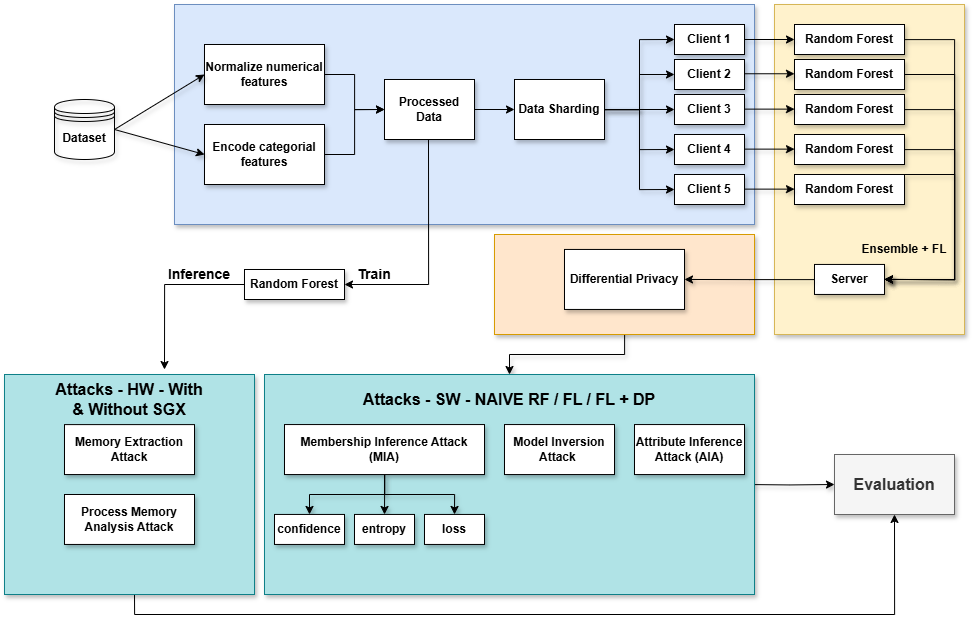 Dataset
Normalize numerical
features
Encode categorial
features
Processed
Data
Data Sharding
Client 1
Client 2
Client 3
Client 4
Client 5
Random Forest
Random Forest
Random Forest
Random Forest
Random Forest
Ensemble + FL
Server
Differential Privacy
Inference
Random Forest
Train
Attacks - HW - With
& Without SGX
Memory Extraction
Attack
Process Memory
Analysis Attack
Attacks - SW - NAIVE RF / FL / FL + DP
Membership Inference Attack
(MIA)
confidence
entropy
loss
Model Inversion
Attack
Attribute Inference
Attack (AIA)
Evaluation